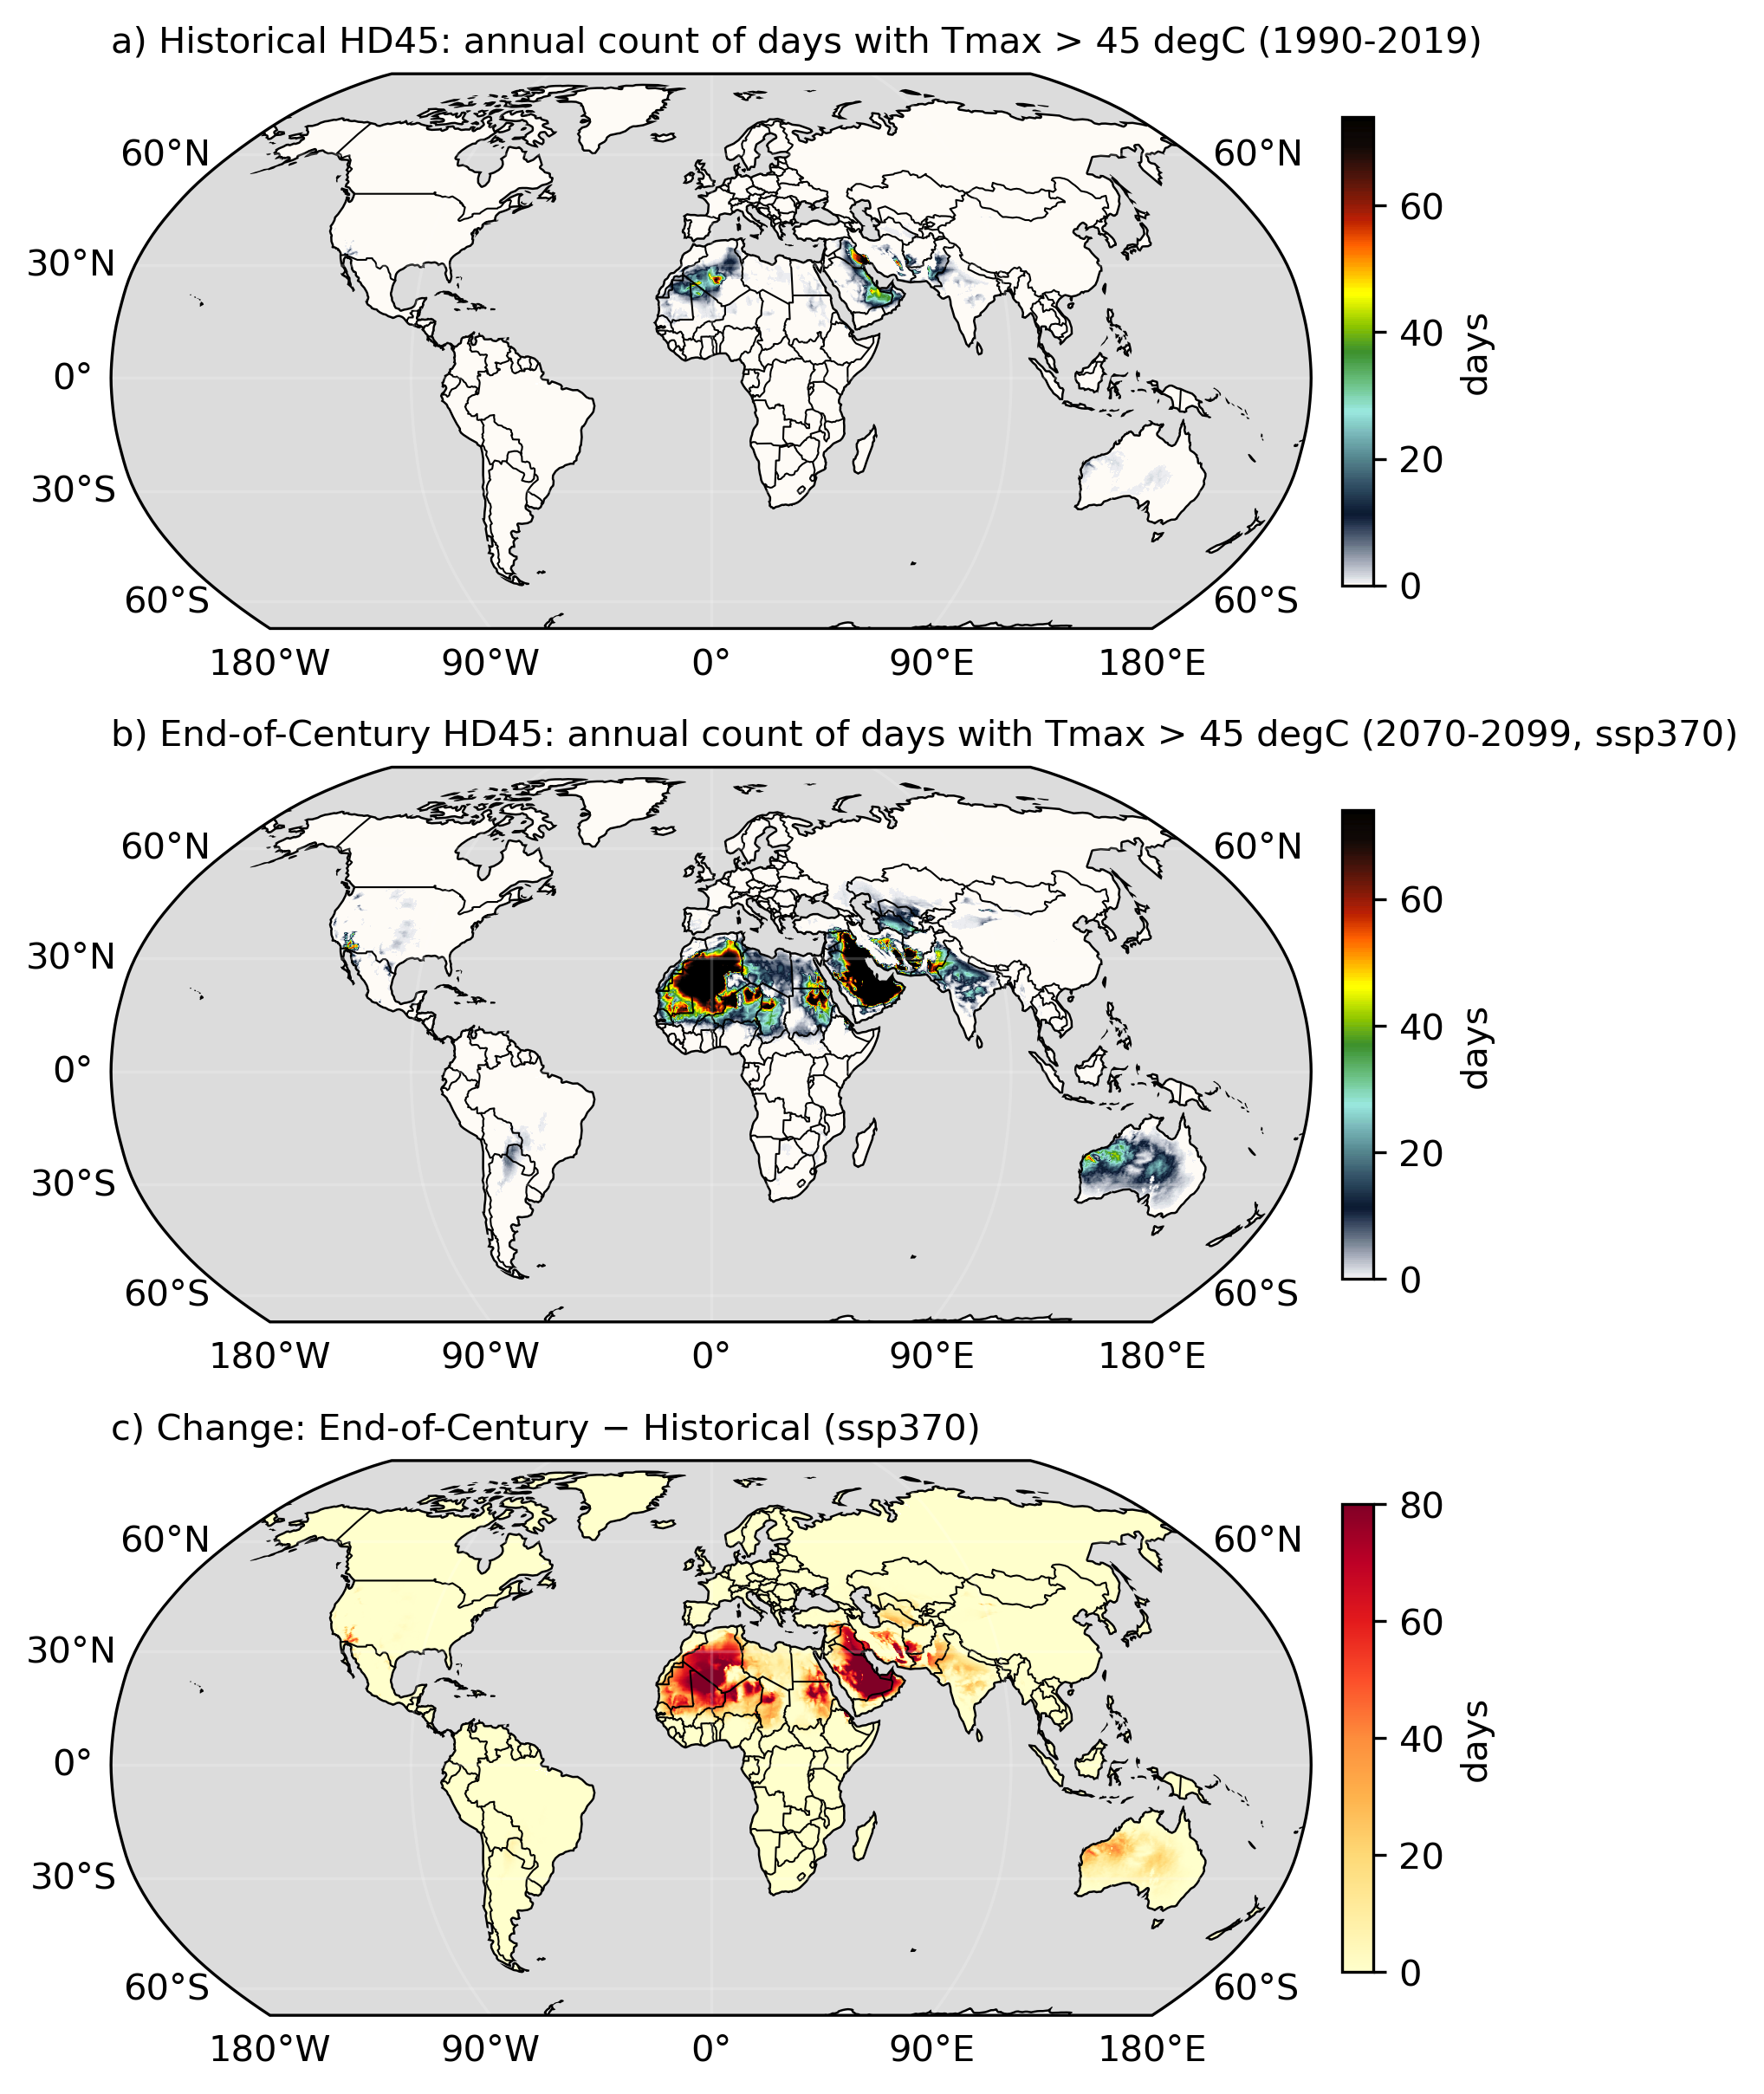 a) Historical HD45: annual count of days with Tmax > 45 degC (1990-2019)
60°N
60°N
30°N
0°
30°S
60°S
60°S
180°W
90°W
0°
90°E
180°E
60
40
20
0
days
b) End-of-Century HD45: annual count of days with Tmax > 45 degC (2070-2099, ssp370)
60°N
60°N
30°N
0°
30°S
60°S
60°S
180°W
90°W
0°
90°E
180°E
60
40
20
0
days
c) Change: End-of-Century − Historical (ssp370)
60°N
60°N
30°N
0°
30°S
60°S
60°S
180°W
90°W
0°
90°E
180°E
80
60
40
20
0
days